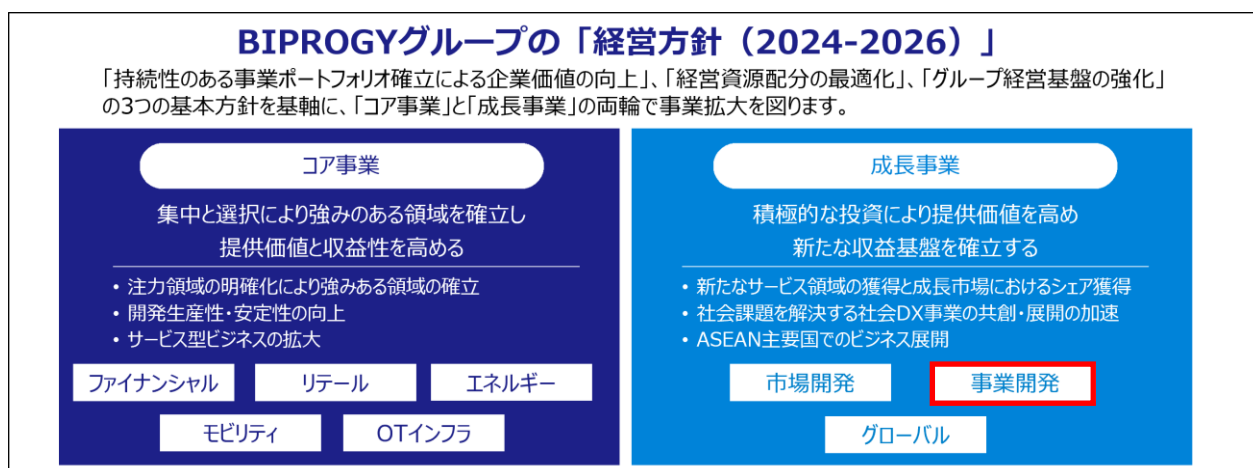 BIPROGYグループの「経営方針（2024-2026）」
「持続性のある事業ポートフォリオ確立による企業価値の向上」、「経営資源配分の最適化」、「グループ経営基盤の強化」
の3つの基本方針を基軸に、「コア事業」と「成長事業」の両輪で事業拡大を図ります。
コア事業
集中と選択により強みのある領域を確立し
提供価値と収益性を高める
• 注力領域の明確化により強みある領域の確立
• 開発生産性・安定性の向上
• サービス型ビジネスの拡大
ファイナンシャル
リテール
エネルギー
モビリティ
OTインフラ
成長事業
積極的な投資により提供価値を高め
新たな収益基盤を確立する
• 新たなサービス領域の獲得と成長市場におけるシェア獲得
• 社会課題を解決する社会DX事業の共創・展開の加速
• ASEAN主要国でのビジネス展開
市場開発
事業開発
グローバル